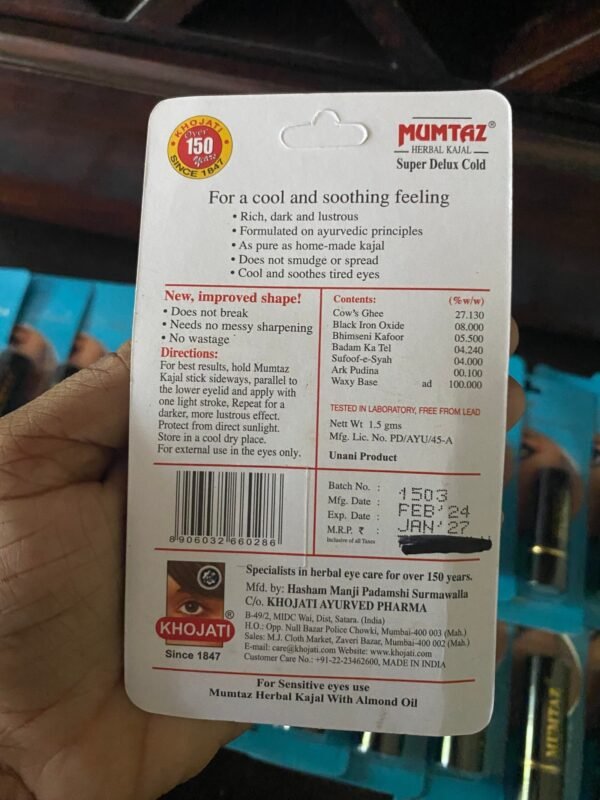 KHOJATI
Over
150
Years
SINCE 1847
MUMTAZ®
HERBAL KAJAL
Super Delux Cold
For a cool and soothing feeling
• Rich, dark and lustrous
• Formulated on ayurvedic principles
• As pure as home-made kajal
• Does not smudge or spread
• Cool and soothes tired eyes
New, improved shape!
• Does not break
• Needs no messy sharpening
• No wastage
Directions:
For best results, hold Mumtaz
Kajal stick sideways, parallel to
the lower eyelid and apply with
one light stroke, Repeat for a
darker, more lustrous effect.
Protect from direct sunlight.
Store in a cool dry place.
For external use in the eyes only.
Contents: (%w/w)
Cow's Ghee 27.130
Black Iron Oxide 08.000
Bhimseni Kafoor 05.500
Badam Ka Tel 04.240
Sufoof-e-Syah 04.000
Ark Pudina 00.100
Waxy Base ad 100.000
TESTED IN LABORATORY, FREE FROM LEAD
Nett Wt 1.5 gms
Mfg. Lic. No. PD/AYU/45-A
Unani Product
8 906032 660286
Batch No. : 1503
Mfg. Date : FEB' 24
Exp. Date : JAN' 27
M.R.P. ₹ :
Inclusive of all Taxes
KHOJATI®
Since 1847
Specialists in herbal eye care for over 150 years.
Mfd. by: Hasham Manji Padamshi Surmawalla
C/o. KHOJATI AYURVED PHARMA
B-49/2, MIDC Wai, Dist, Satara. (India)
H.O.: Opp. Null Bazar Police Chowki, Mumbai-400 003 (Mah.)
Sales: M.J. Cloth Market, Zaveri Bazar, Mumbai-400 002 (Mah.)
E-mail: care@khojati.com Website: www.khojati.com
Customer Care No.: +91-22-23462600, MADE IN INDIA
For Sensitive eyes use
Mumtaz Herbal Kajal With Almond Oil
MUMTAZ